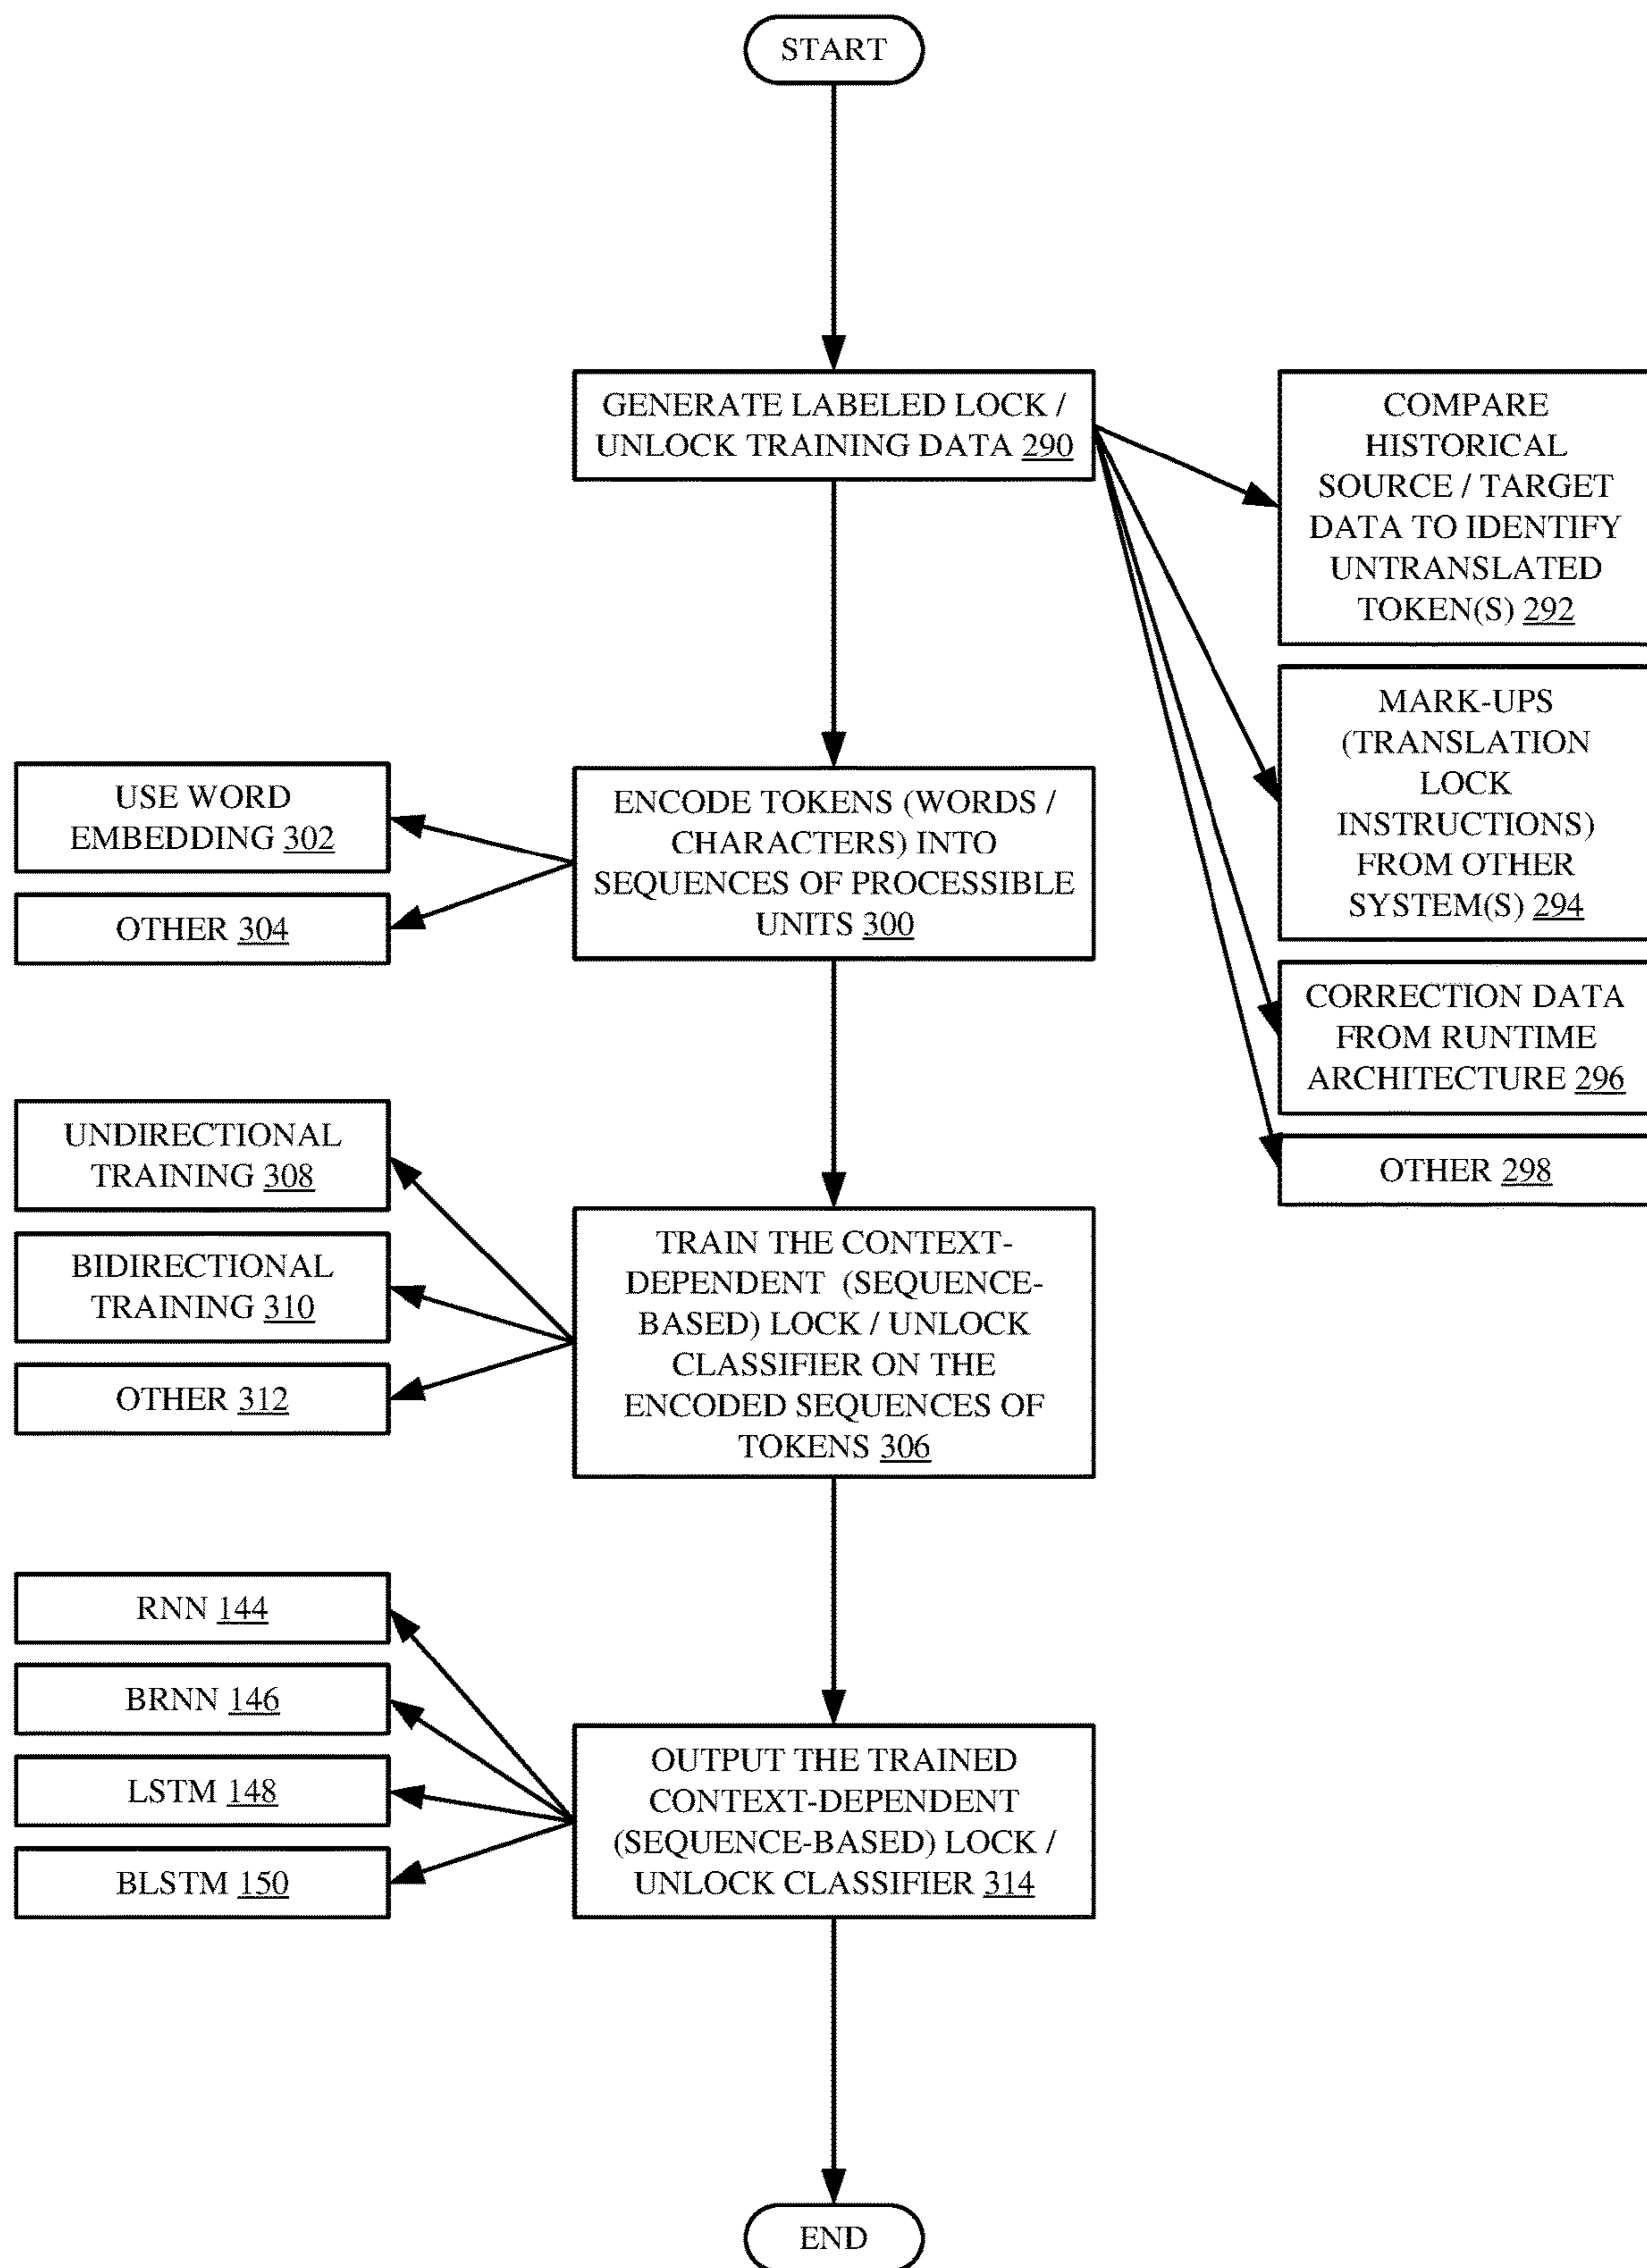 START
GENERATE LABELED LOCK /
UNLOCK TRAINING DATA 290
COMPARE
HISTORICAL
SOURCE / TARGET
DATA TO IDENTIFY
UNTRANSLATED
TOKEN(S) 292
MARK-UPS
(TRANSLATION
LOCK
INSTRUCTIONS)
FROM OTHER
SYSTEM(S) 294
CORRECTION DATA
FROM RUNTIME
ARCHITECTURE 296
OTHER 298
ENCODE TOKENS (WORDS /
CHARACTERS) INTO
SEQUENCES OF PROCESSIBLE
UNITS 300
USE WORD
EMBEDDING 302
OTHER 304
TRAIN THE CONTEXT-
DEPENDENT (SEQUENCE-
BASED) LOCK / UNLOCK
CLASSIFIER ON THE
ENCODED SEQUENCES OF
TOKENS 306
UNDIRECTIONAL
TRAINING 308
BIDIRECTIONAL
TRAINING 310
OTHER 312
OUTPUT THE TRAINED
CONTEXT-DEPENDENT
(SEQUENCE-BASED) LOCK /
UNLOCK CLASSIFIER 314
RNN 144
BRNN 146
LSTM 148
BLSTM 150
END